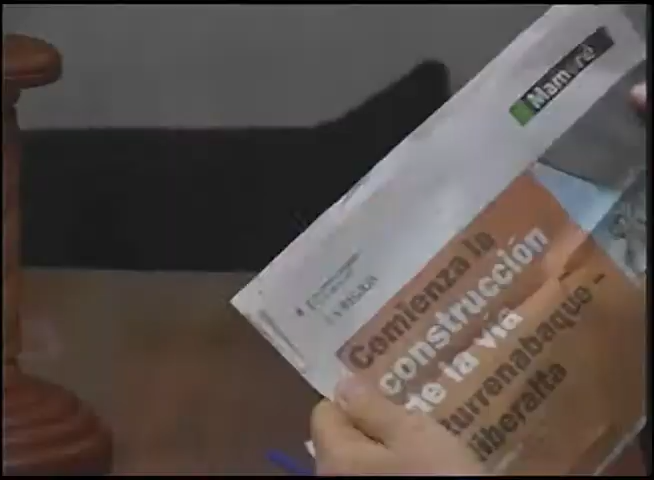 Mamoré
Comienza la
construcción
de la vía
urrenabaque –
iberalta